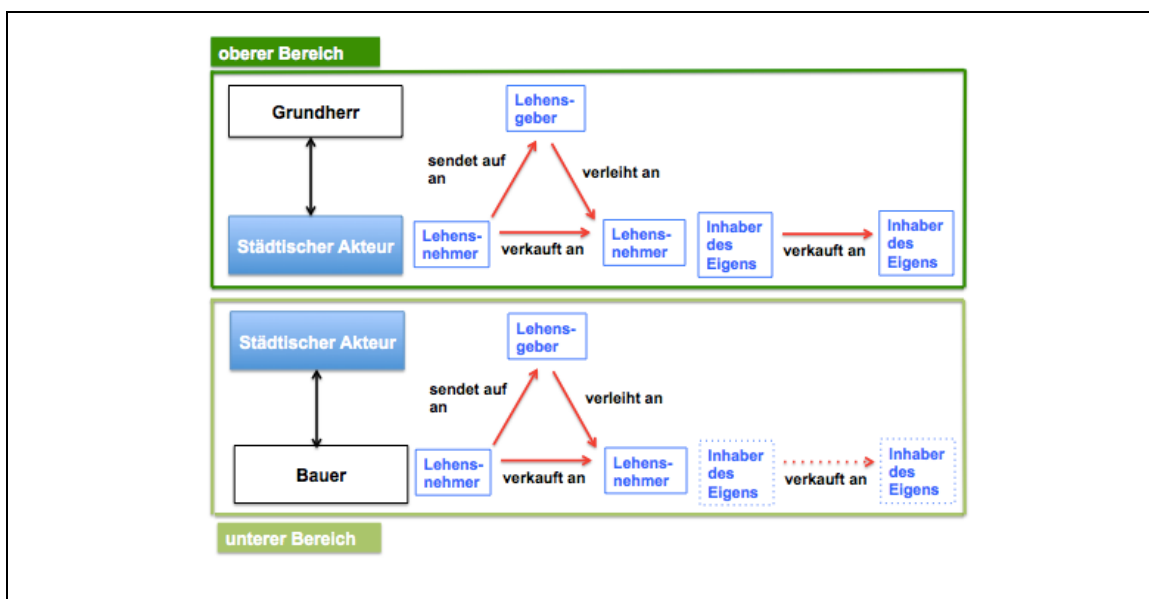 oberer Bereich
Grundherr
Lehens-
geber
sendet auf
an
verleiht an
Städtischer Akteur
Lehens-
nehmer
verkauft an
Lehens-
nehmer
Inhaber
des
Eigens
verkauft an
Inhaber
des
Eigens
Städtischer Akteur
Lehens-
geber
sendet auf
an
verleiht an
Bauer
Lehens-
nehmer
verkauft an
Lehens-
nehmer
Inhaber
des
Eigens
verkauft an
Inhaber
des
Eigens
unterer Bereich